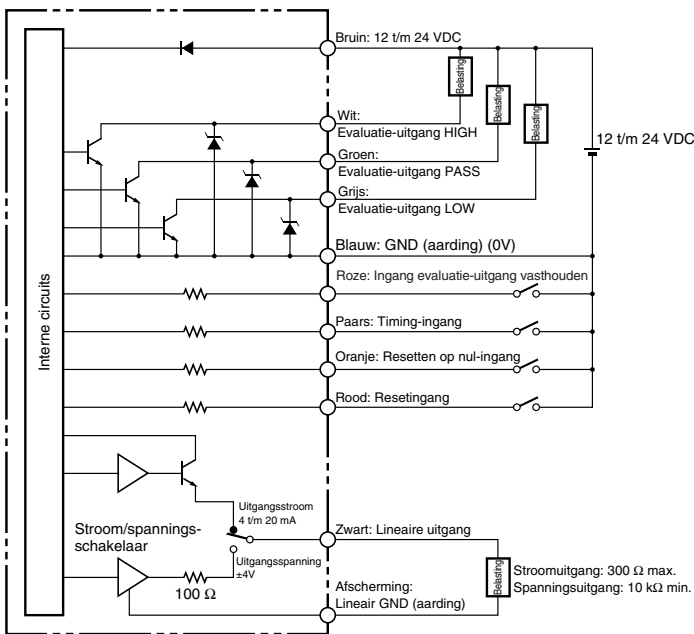 Bruin: 12 t/m 24 VDC
Belasting
Belasting
Belasting
Wit:
Evaluatie-uitgang HIGH
12 t/m 24 VDC
Groen:
Evaluatie-uitgang PASS
Grijs:
Evaluatie-uitgang LOW
Blauw: GND (aarding) (0V)
Roze: Ingang evaluatie-uitgang vasthouden
Interne circuits
Paars: Timing-ingang
Oranje: Resetten op nul-ingang
Rood: Resetingang
Uitgangsstroom
4 t/m 20 mA
Stroom/spannings-
schakelaar
Zwart: Lineaire uitgang
Uitgangsspanning
±4V
100 Ω
Belasting
Stroomuitgang: 300 Ω max.
Spanningsuitgang: 10 kΩ min.
Afscherming:
Lineair GND (aarding)